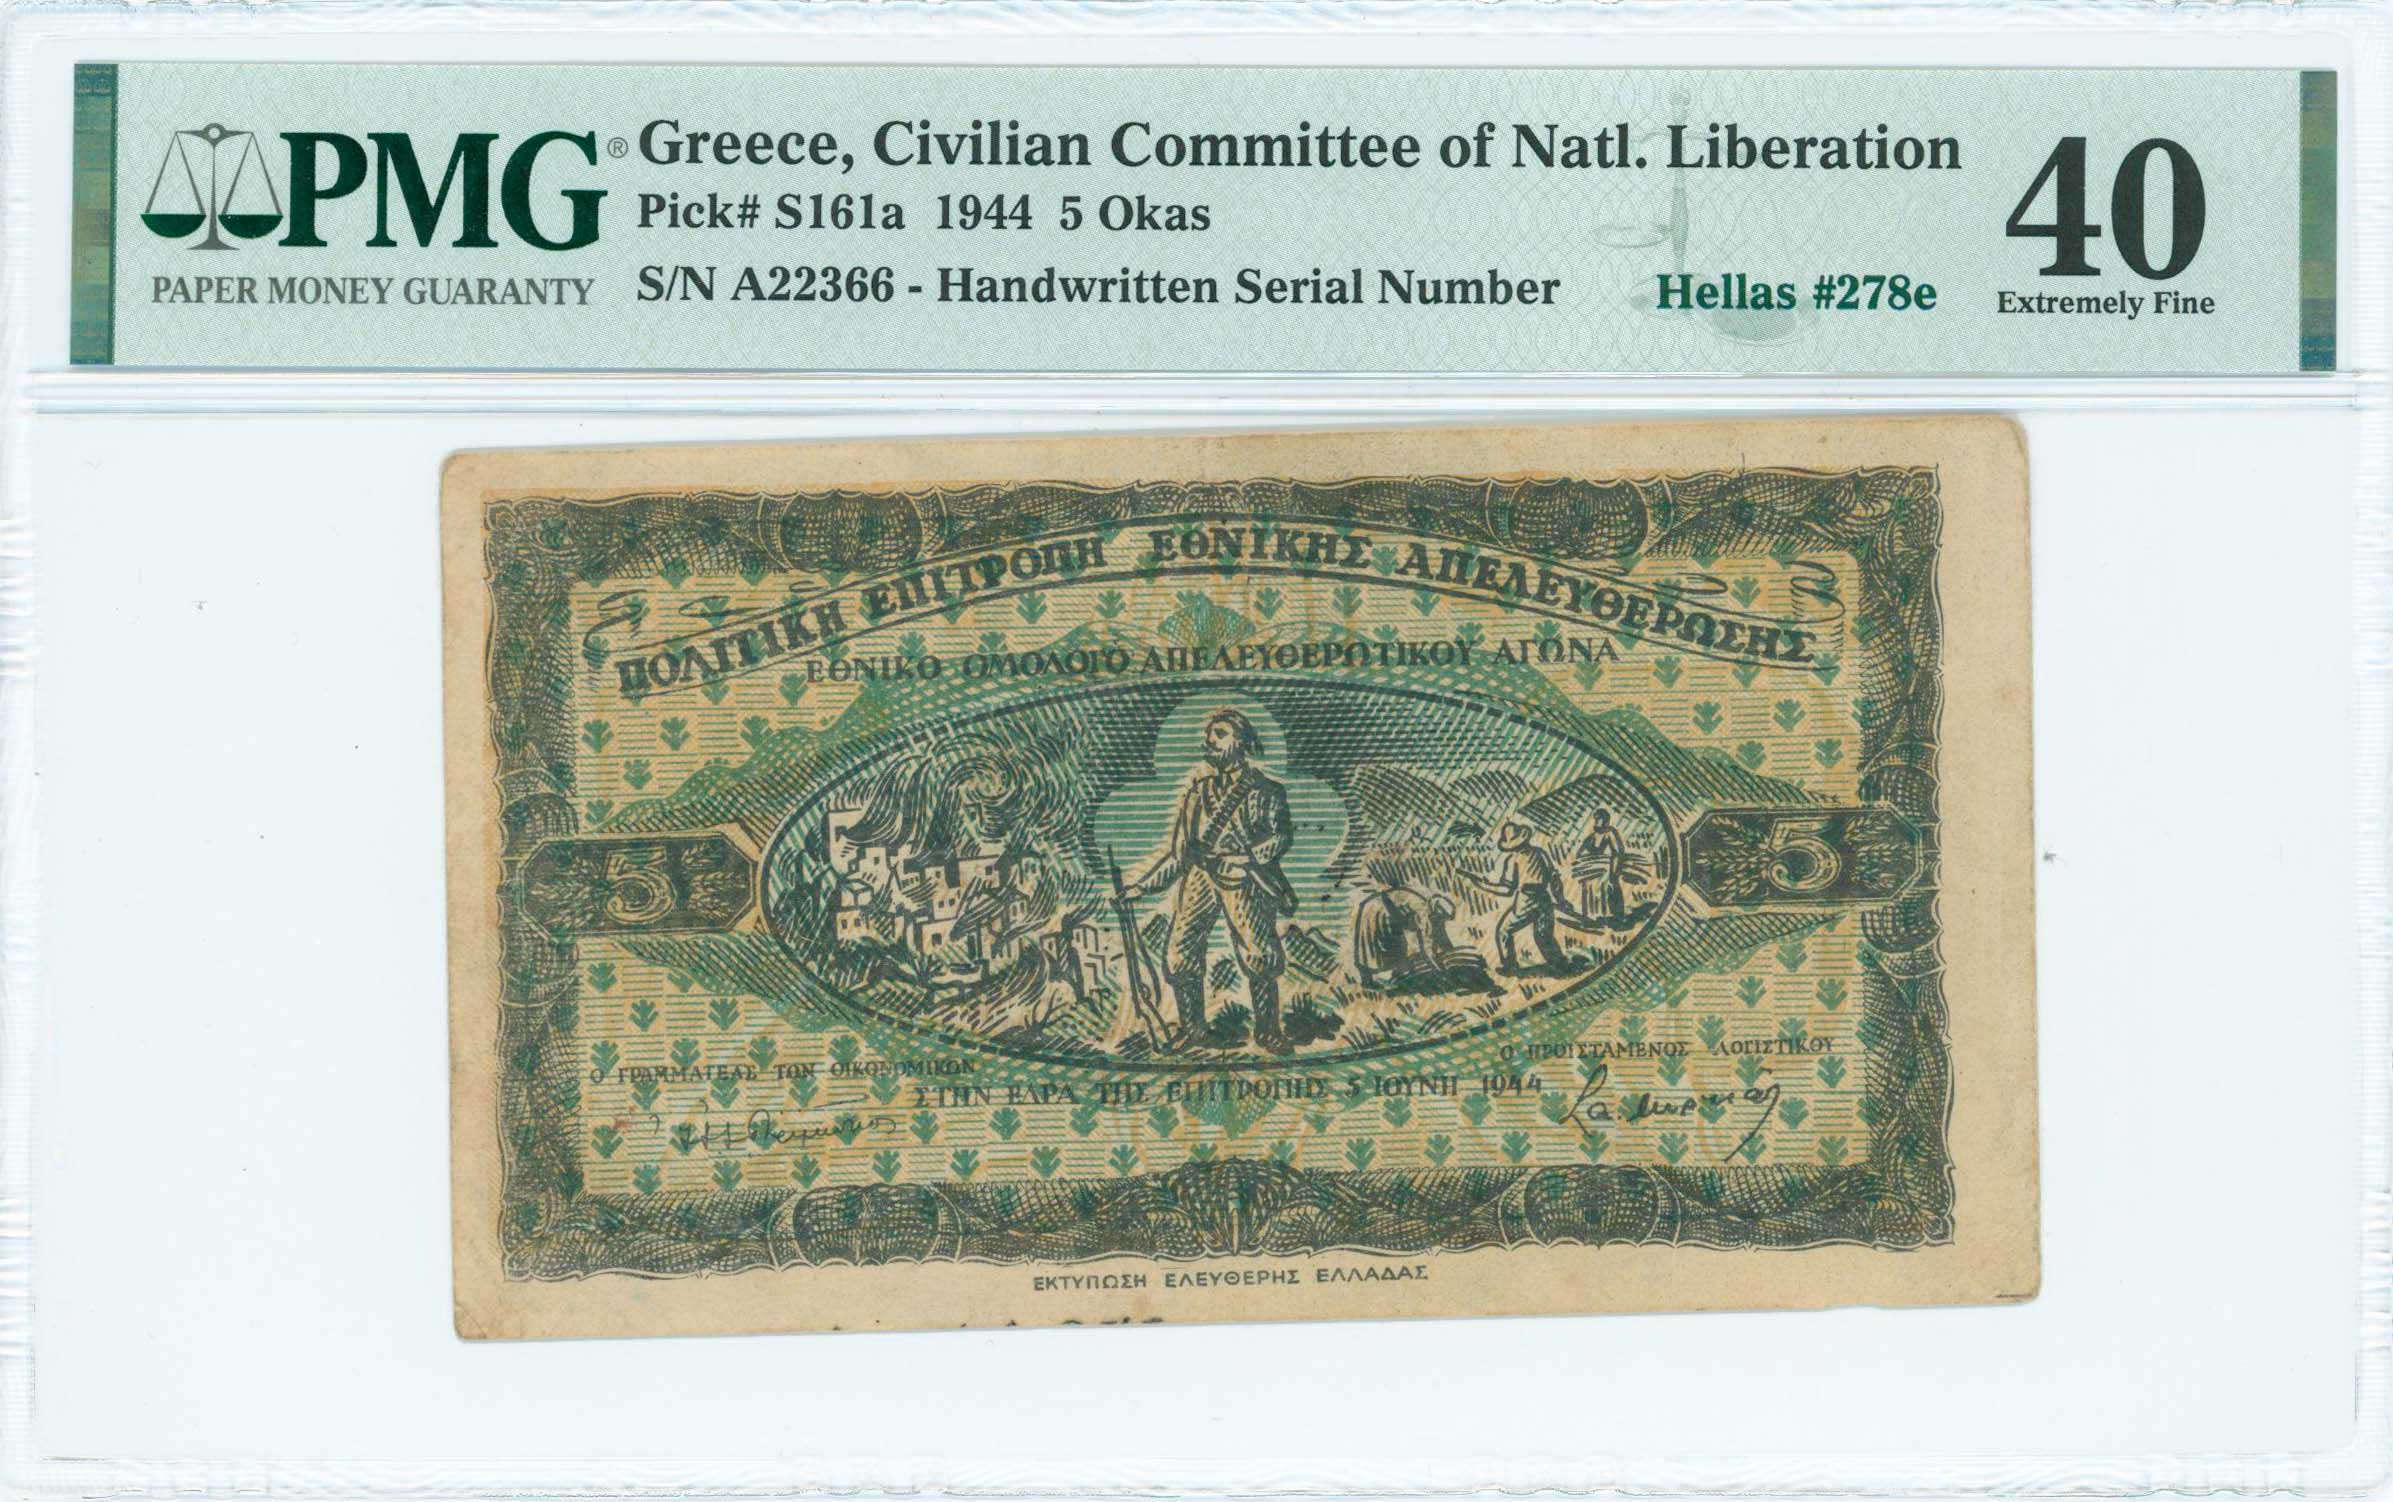 PMG®
PAPER MONEY GUARANTY
Greece, Civilian Committee of Natl. Liberation
Pick# S161a 1944 5 Okas
S/N A22366 - Handwritten Serial Number
Hellas #278e
40
Extremely Fine
ΠΟΛΙΤΙΚΗ ΕΠΙΤΡΟΠΗ ΕΘΝΙΚΗΣ ΑΠΕΛΕΥΘΕΡΩΣΗΣ
ΕΘΝΙΚΟ ΟΜΟΛΟΓΟ ΑΠΕΛΕΥΘΕΡΩΤΙΚΟΥ ΑΓΩΝΑ
5 5
Ο ΓΡΑΜΜΑΤΕΑΣ ΤΩΝ ΟΙΚΟΝΟΜΙΚΩΝ
Ο ΠΡΟΙΣΤΑΜΕΝΟΣ ΛΟΓΙΣΤΙΚΟΥ
ΣΤΗΝ ΕΔΡΑ ΤΗΣ ΕΠΙΤΡΟΠΗΣ 5 ΙΟΥΝΗ 1944
ΕΚΤΥΠΩΣΗ ΕΛΕΥΘΕΡΗΣ ΕΛΛΑΔΑΣ